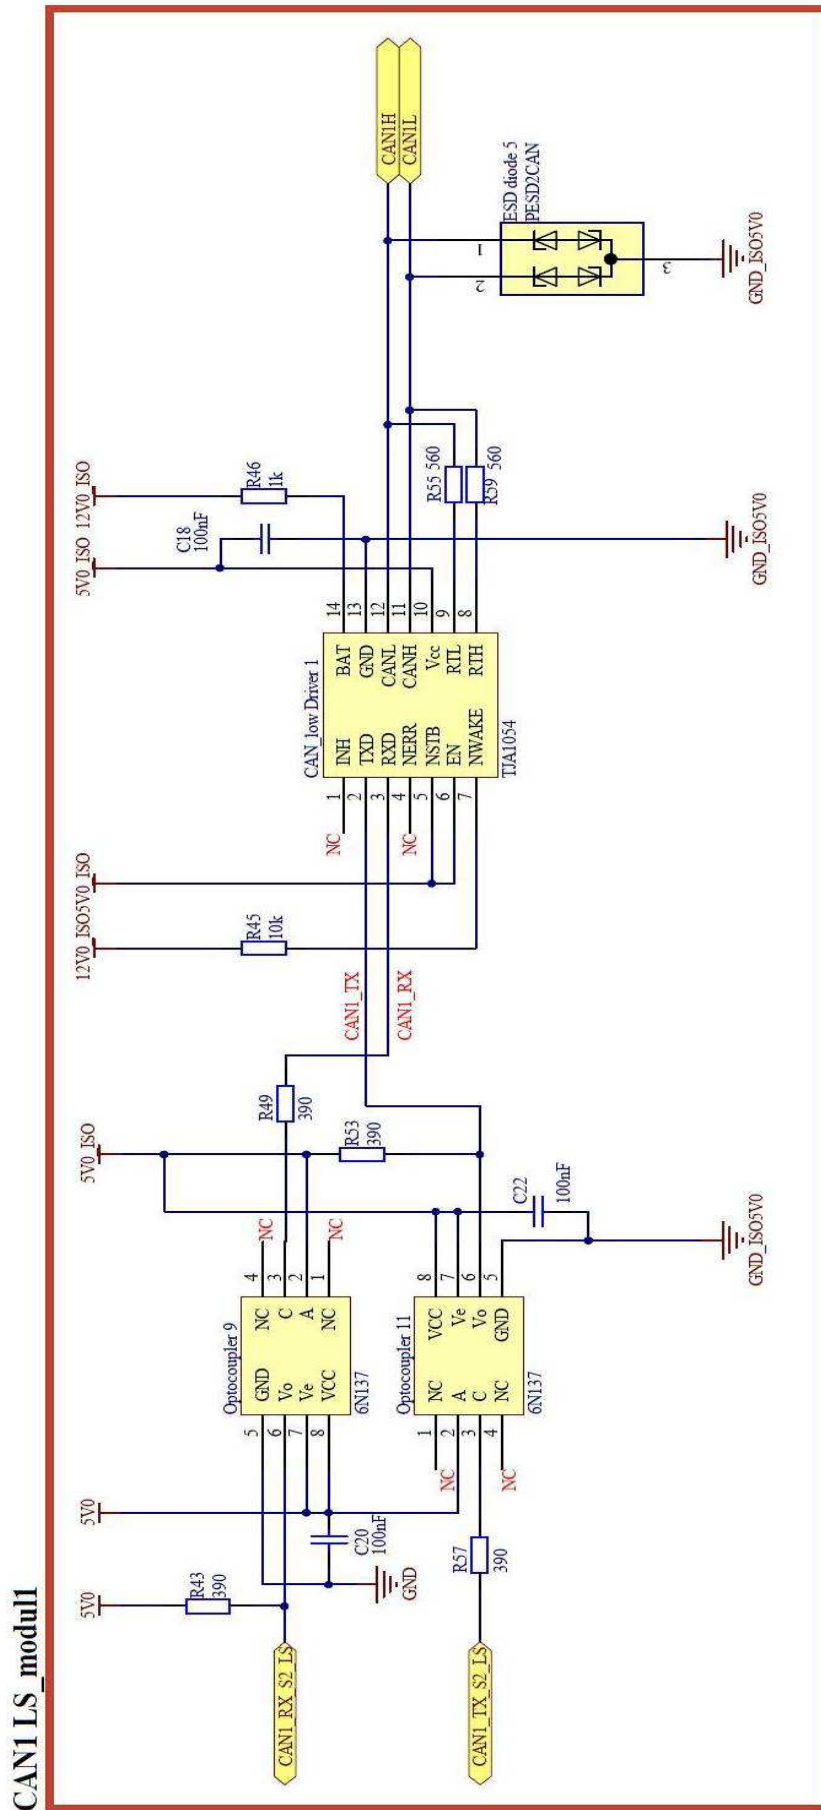 CAN1 LS_modul1
CAN1H
CAN1L
ESD diode 5
PESD2CAN
1
2
3
GND_ISO5V0
12V0_ISO
R46
1k
5V0_ISO
C18
100nF
R55 560
R59 560
GND_ISO5V0
14
13
12
11
10
9
8
BAT
GND
CANL
CANH
Vcc
RTL
RTH
CAN_low Driver 1
TJA1054
INH
TXD
RXD
NERR
NSTB
EN
NWAKE
1
2
3
4
5
6
7
NC
NC
5V0_ISO
12V0_ISO
R45
10k
CAN1_TX
CAN1_RX
R49
390
5V0_ISO
R53
390
C22
100nF
GND_ISO5V0
NC
NC
4
3
2
1
NC
C
A
NC
Optocoupler 9
6N137
GND
Vo
Ve
VCC
5
6
7
8
8
7
6
5
VCC
Ve
Vo
GND
Optocoupler 11
6N137
NC
A
C
NC
1
2
3
4
NC
NC
5V0
C20
100nF
GND
5V0
R43
390
R57
390
CAN1_RX_S2_LS
CAN1_TX_S2_LS